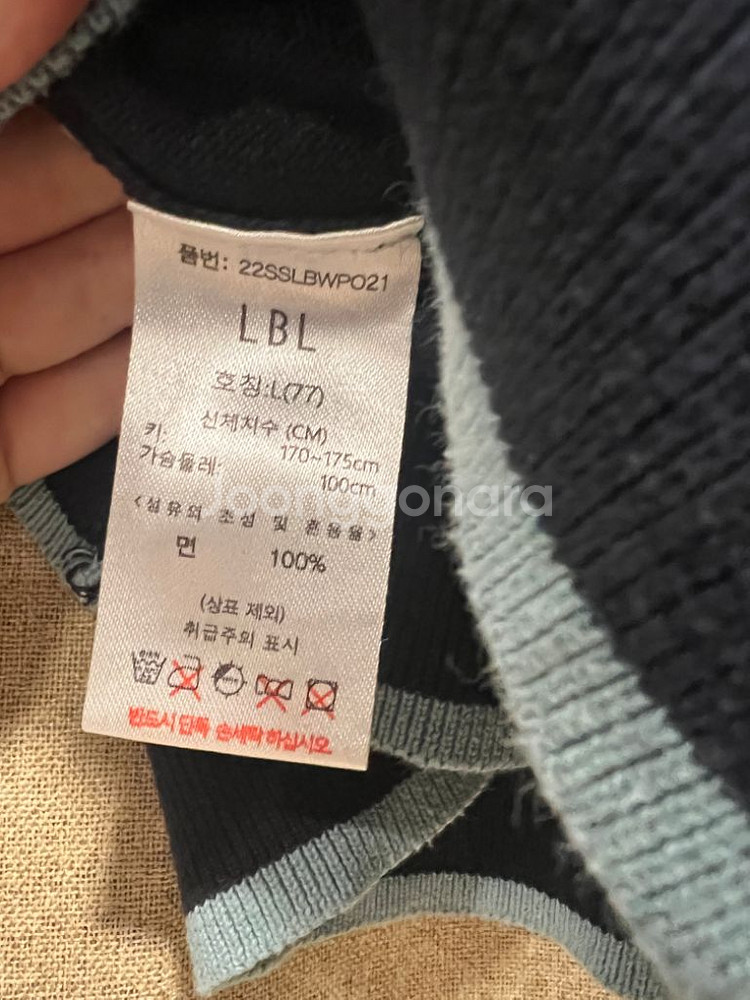 품번: 22SSLBWPO21
LBL
호칭:L(77)
신체치수 (CM)
키: 170~175cm
가슴둘레: 100cm
Joongonara
<섬유의 조성 및 혼용율>
면 100%
(상표 제외)
취급주의 표시
반드시 단독 손세탁 하십시오